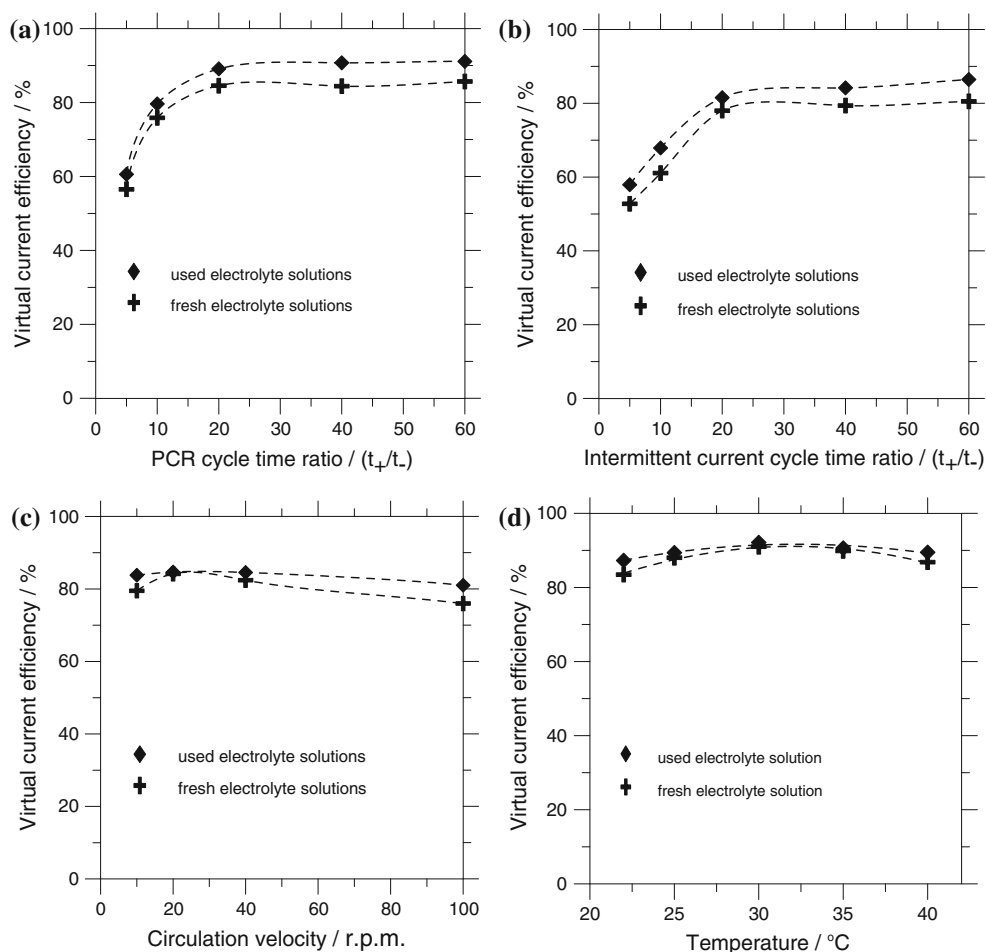 (a)
100
80
60
40
20
0
Virtual current efficiency / %
used electrolyte solutions
fresh electrolyte solutions
0 10 20 30 40 50 60
PCR cycle time ratio / (t+/t-)
(b)
100
80
60
40
20
0
Virtual current efficiency / %
used electrolyte solutions
fresh electrolyte solutions
0 10 20 30 40 50 60
Intermittent current cycle time ratio / (t+/t-)
(c)
100
80
60
40
20
0
Virtual current efficiency / %
used electrolyte solutions
fresh electrolyte solutions
0 20 40 60 80 100
Circulation velocity / r.p.m.
(d)
100
80
60
40
20
0
Virtual current efficiency / %
used electrolyte solution
fresh electrolyte solution
20 25 30 35 40
Temperature / °C